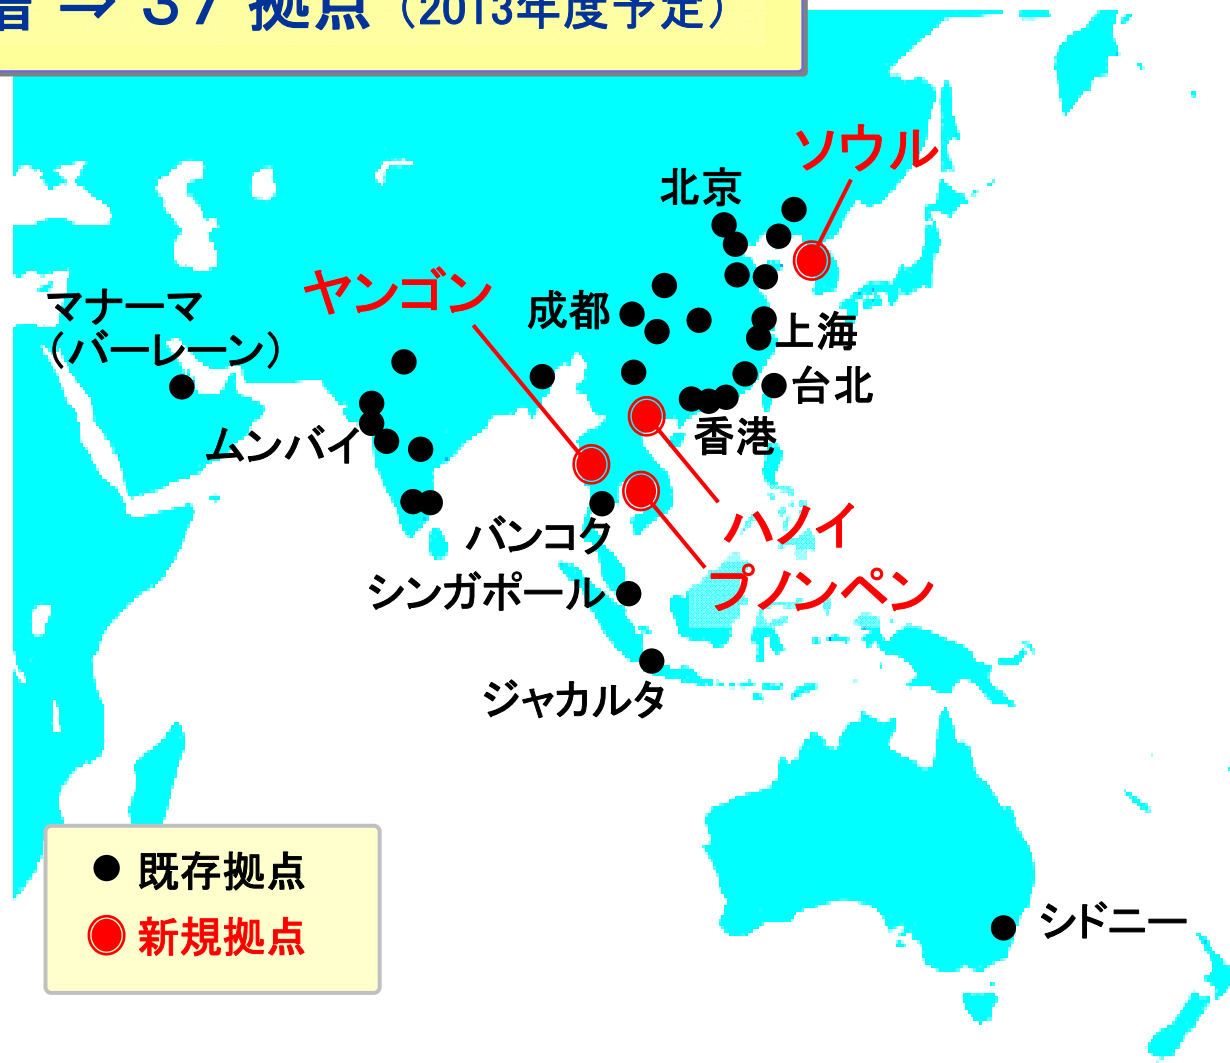 ⇒ 37 拠点（2013年度予定）
ソウル
北京
ヤンゴン
成都
マナーマ
（バーレーン）
上海
台北
ムンバイ
香港
バンコク
ハノイ
シンガポール
プノンペン
ジャカルタ
既存拠点
新規拠点
シドニー